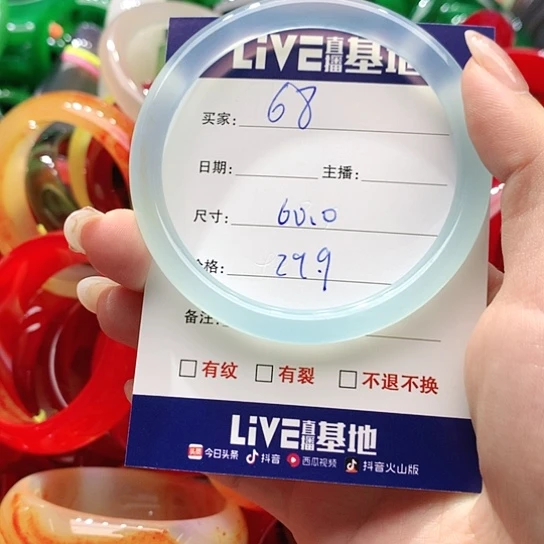 LiVE直播基地
买家: 68
日期: 主播:
尺寸: 60.0
价格: 29.9
备注:
□有纹 □有裂 □不退不换
LiVE直播基地
头条 今日头条 抖音 西瓜视频 抖音火山版